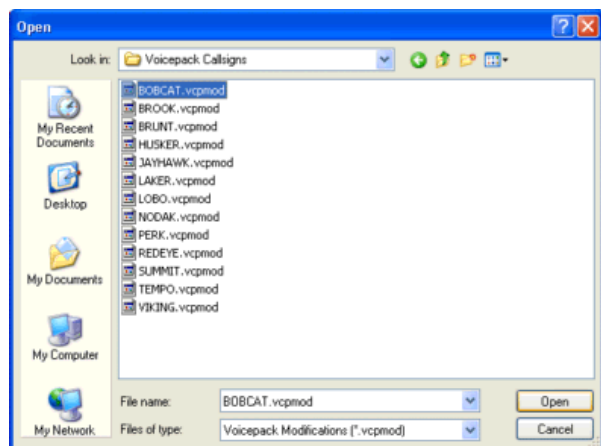 Open
Look in: Voicepack Callsigns
My Recent
Documents
Desktop
My Documents
My Computer
My Network
BOBCAT.vcpmod
BROOK.vcpmod
BRUNT.vcpmod
HUSKER.vcpmod
JAYHAWK.vcpmod
LAKER.vcpmod
LOBO.vcpmod
NODAK.vcpmod
PERK.vcpmod
REDEYE.vcpmod
SUMMIT.vcpmod
TEMPO.vcpmod
VIKING.vcpmod
File name: BOBCAT.vcpmod Open
Files of type: Voicepack Modifications (*.vcpmod) Cancel